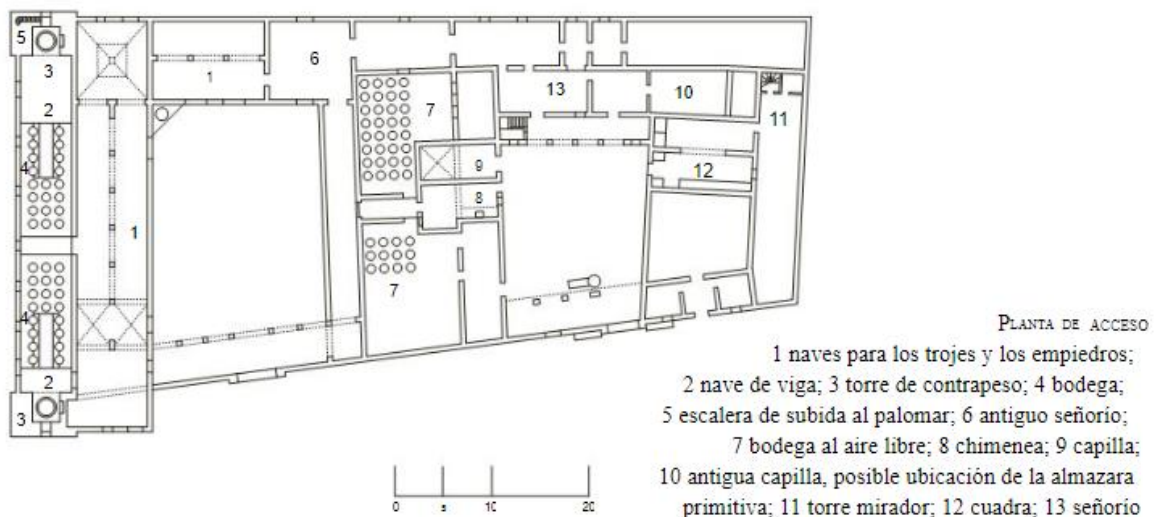 5
3
2
4
1
6
7
13
10
11
9
8
12
1
7
4
2
3
0 5 10 20
PLANTA DE ACCESO
1 naves para los trojes y los empiedros;
2 nave de viga; 3 torre de contrapeso; 4 bodega;
5 escalera de subida al palomar; 6 antiguo señorío;
7 bodega al aire libre; 8 chimenea; 9 capilla;
10 antigua capilla, posible ubicación de la almazara
primitiva; 11 torre mirador; 12 cuadra; 13 señorío